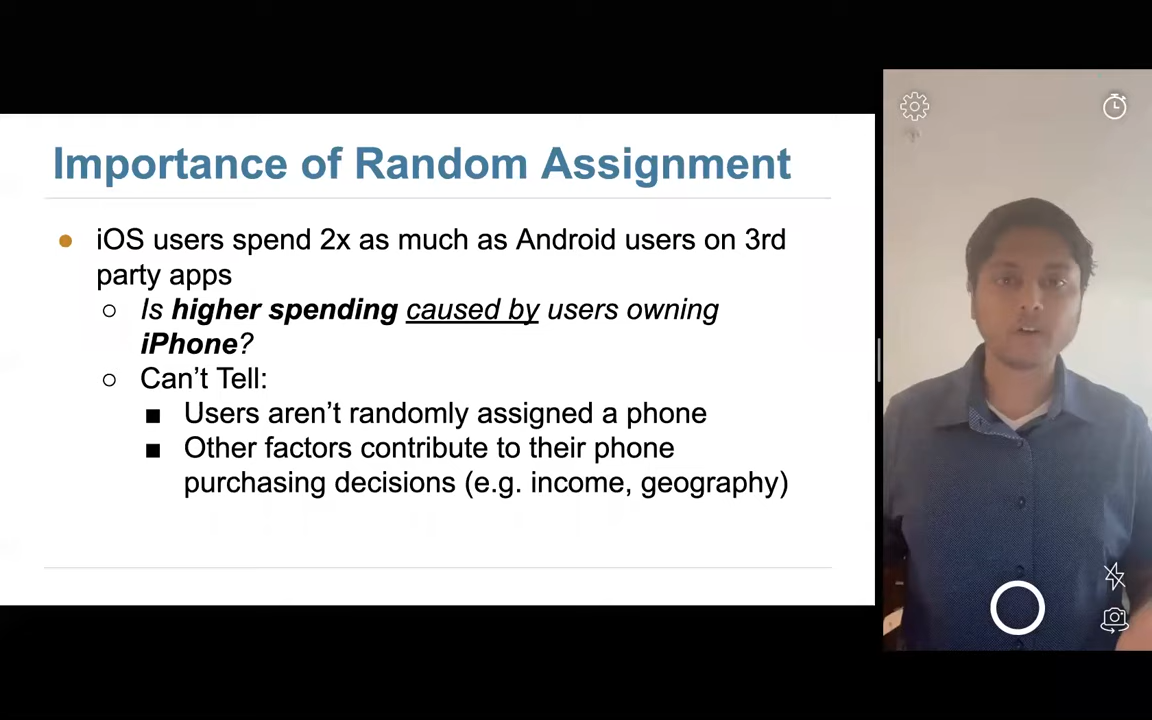 Importance of Random Assignment
● iOS users spend 2x as much as Android users on 3rd
party apps
○ Is higher spending caused by users owning
iPhone?
○ Can’t Tell:
■ Users aren’t randomly assigned a phone
■ Other factors contribute to their phone
purchasing decisions (e.g. income, geography)